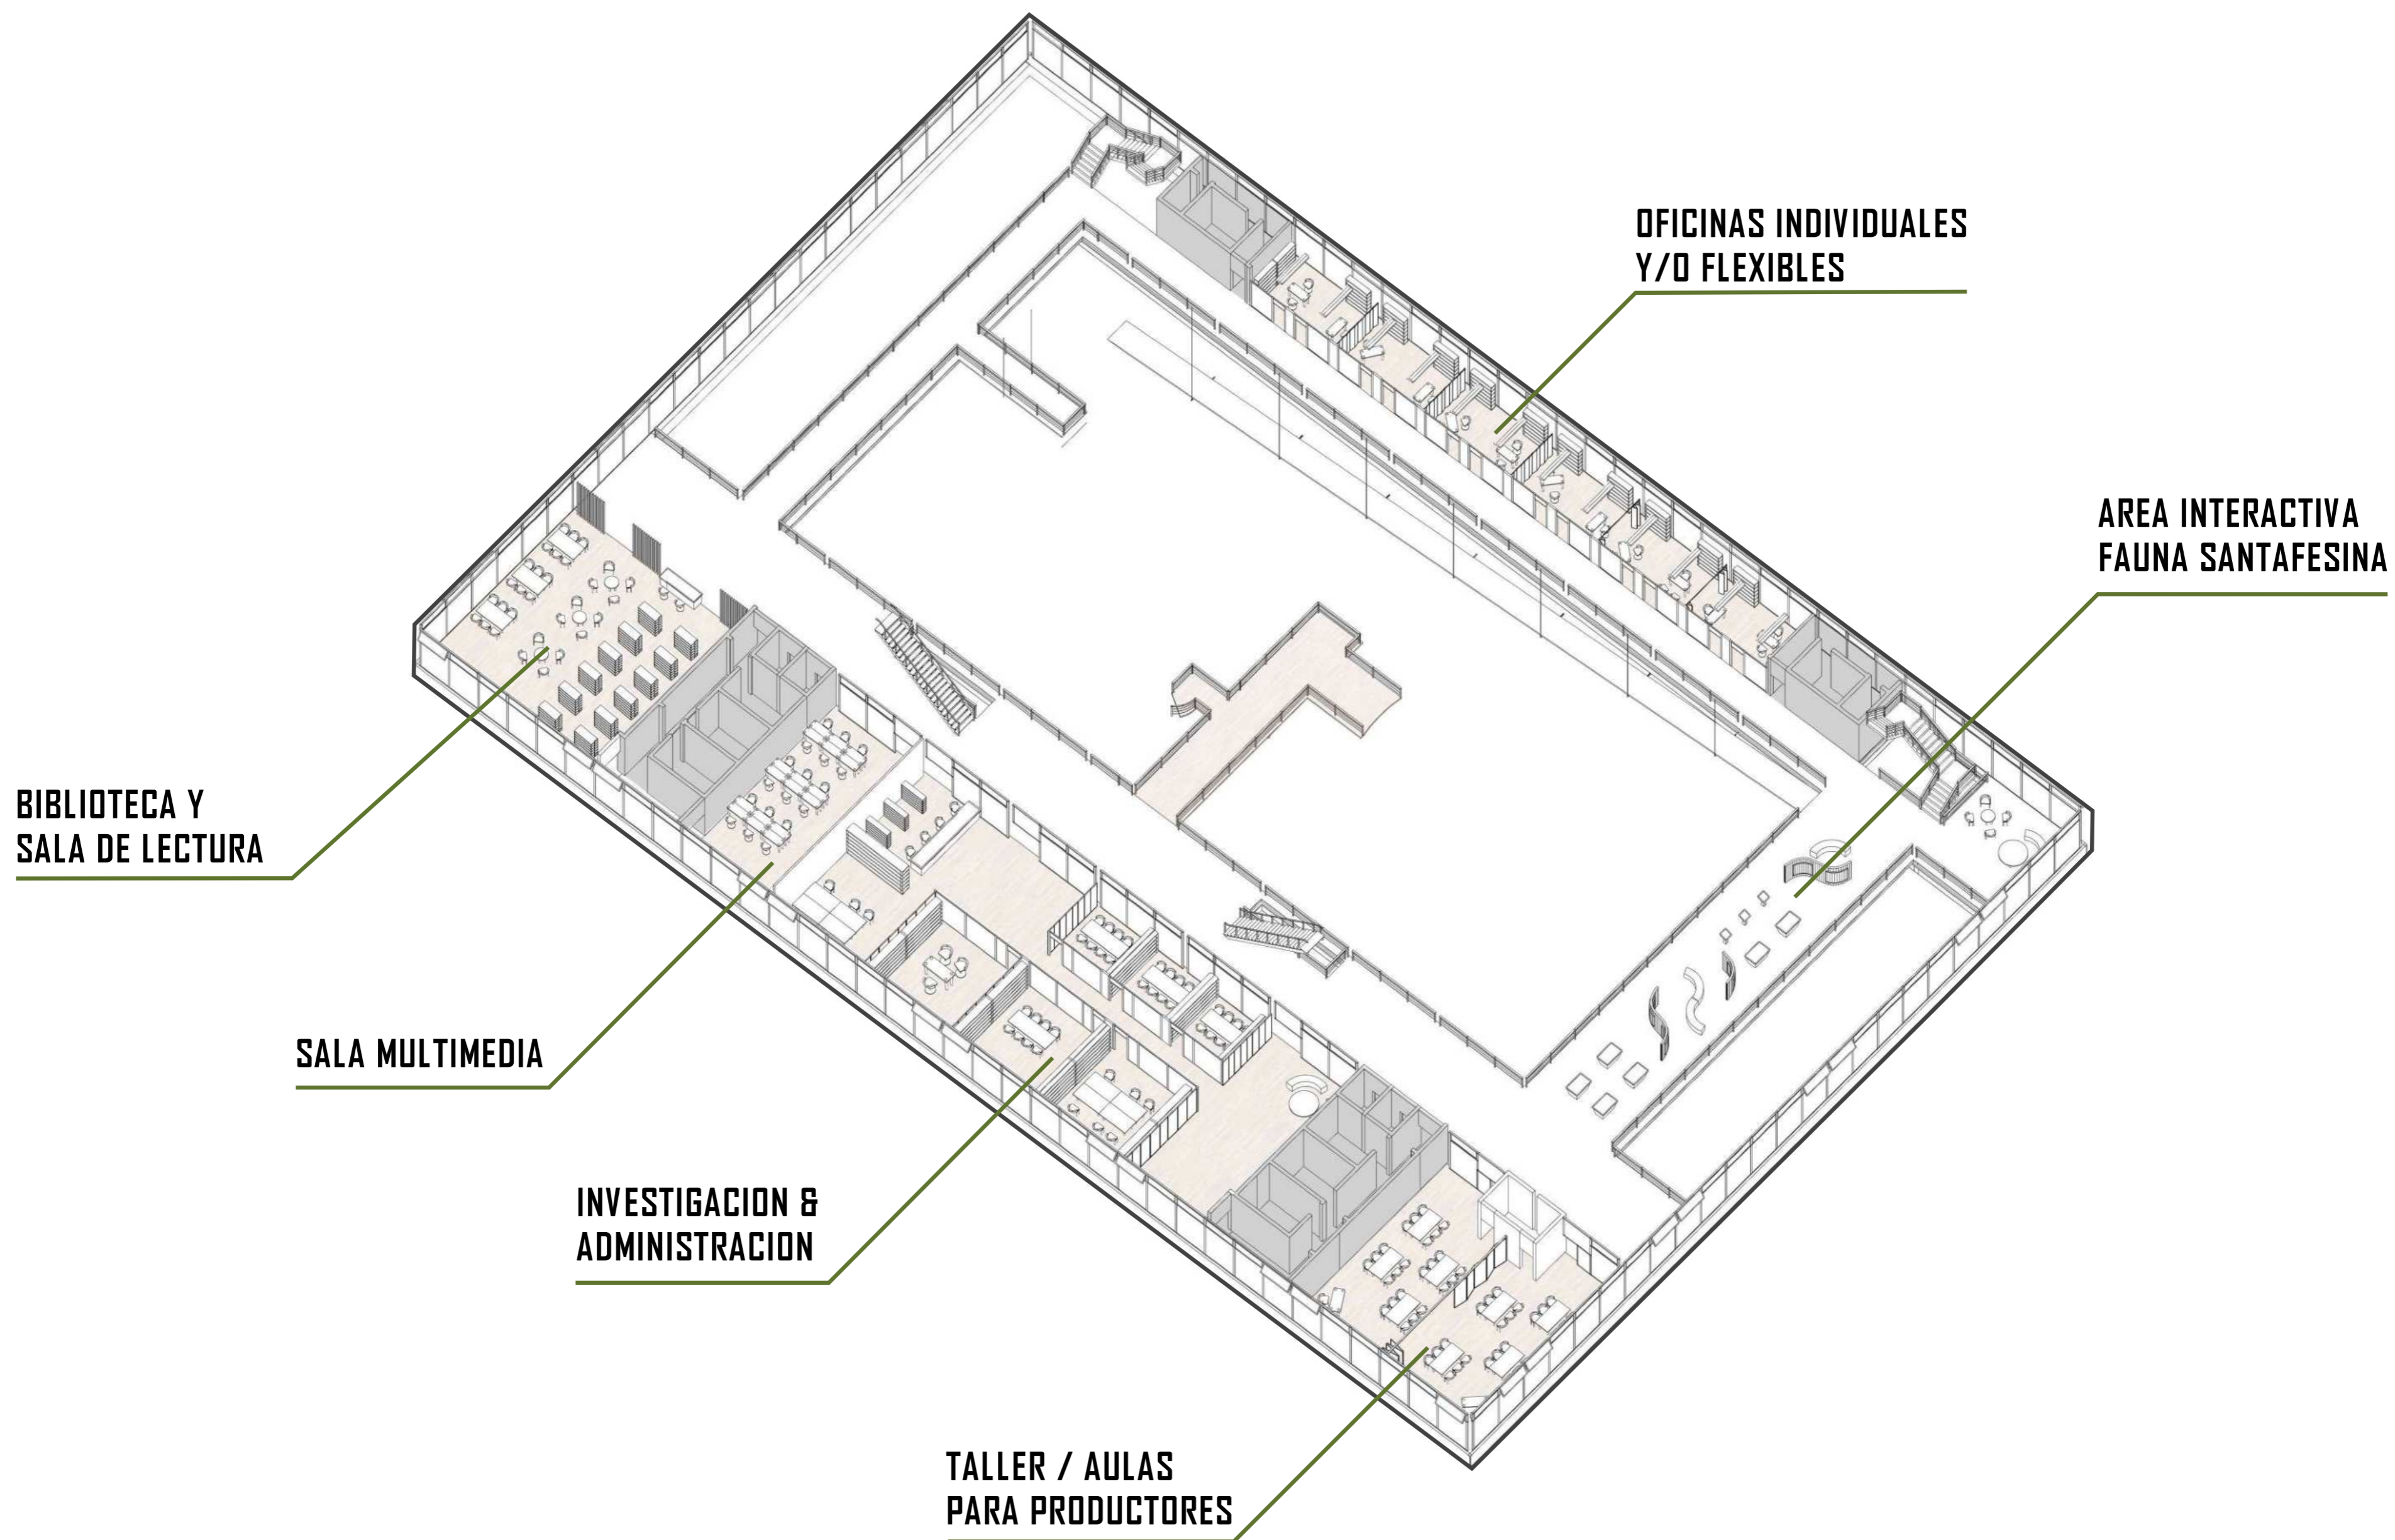 OFICINAS INDIVIDUALES
Y/O FLEXIBLES
AREA INTERACTIVA
FAUNA SANTAFESINA
BIBLIOTECA Y
SALA DE LECTURA
SALA MULTIMEDIA
INVESTIGACION &
ADMINISTRACION
TALLER / AULAS
PARA PRODUCTORES